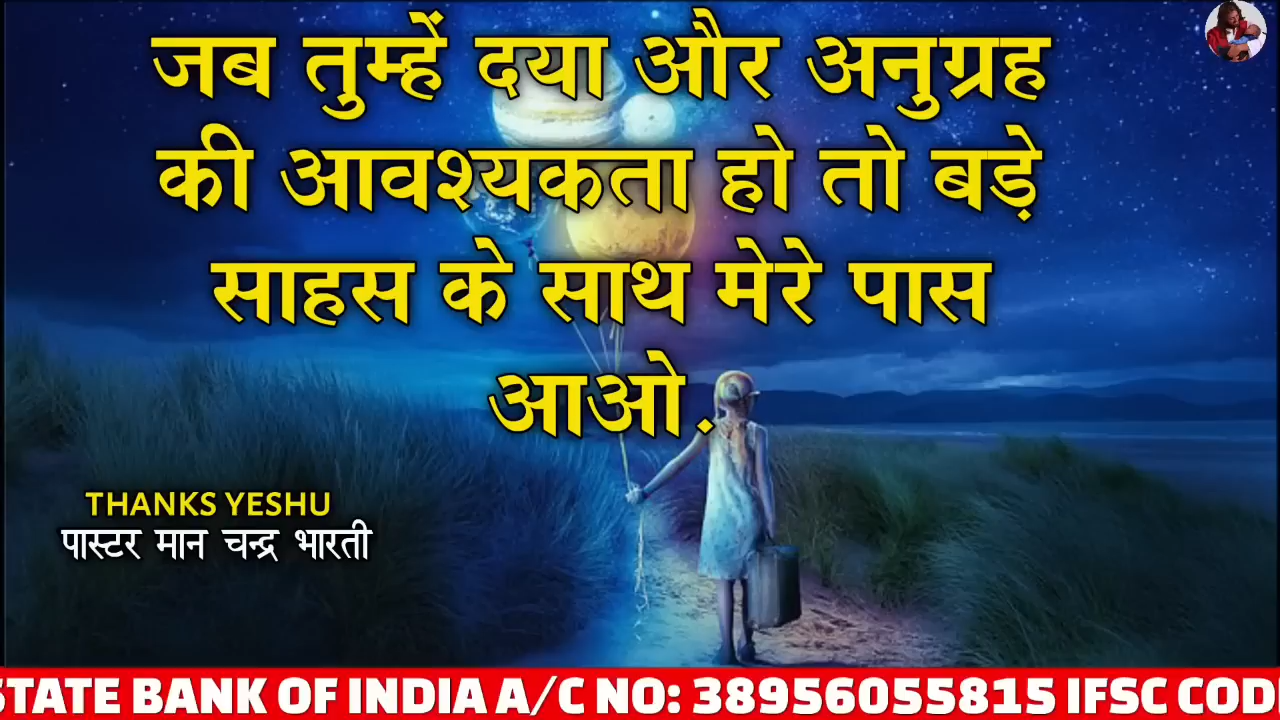 जब तुम्हें दया और अनुग्रह
की आवश्यकता हो तो बड़े
साहस के साथ मेरे पास
आओ.
THANKS YESHU
पास्टर मान चन्द्र भारती
STATE BANK OF INDIA A/C NO: 38956055815 IFSC COD